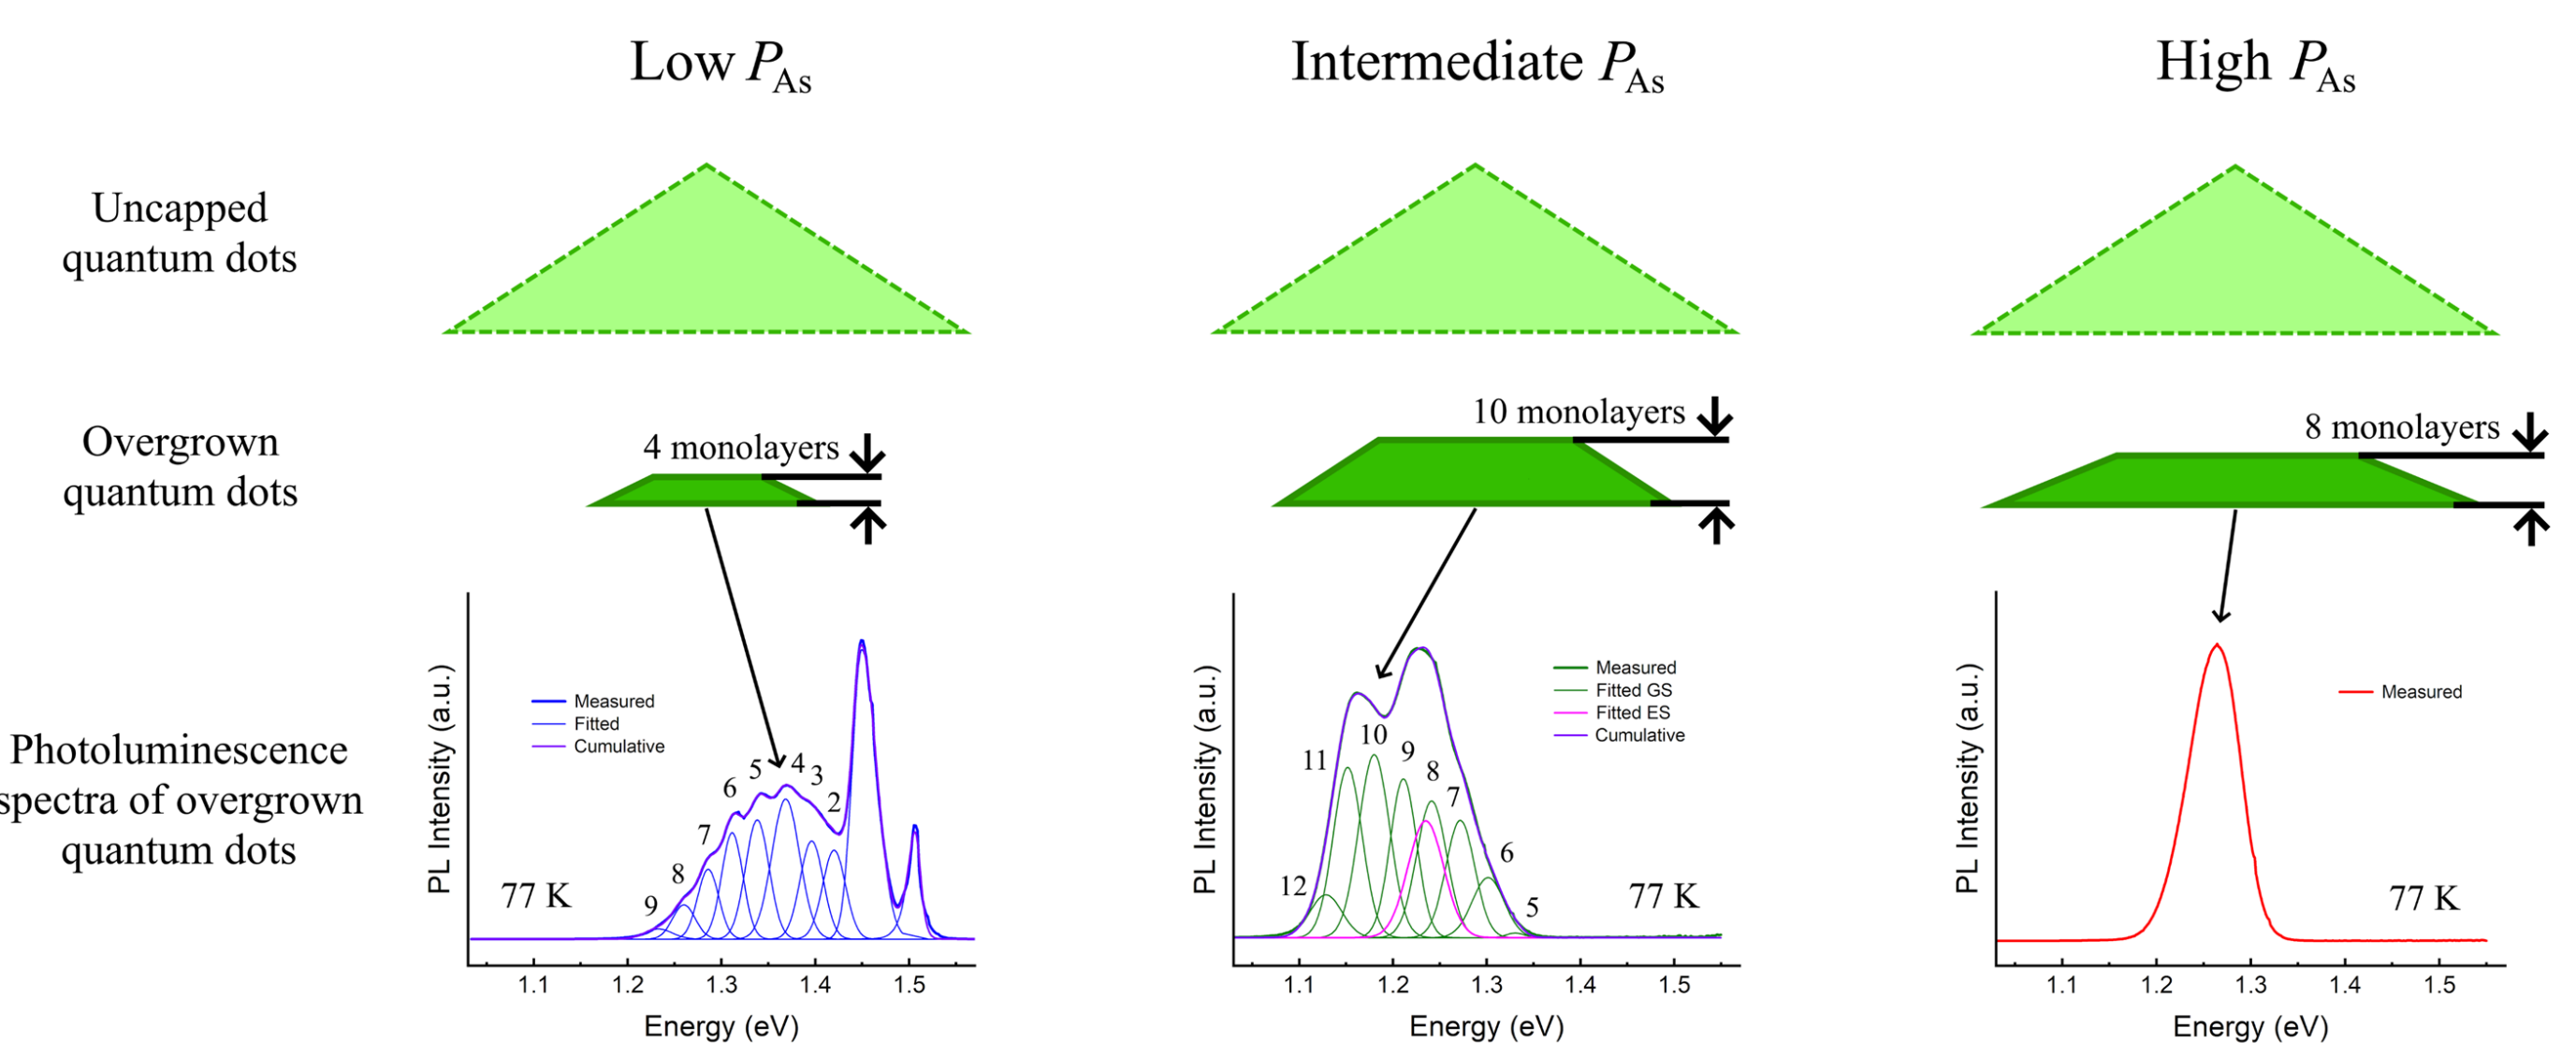 Low PAs
Intermediate PAs
High PAs
Uncapped
quantum dots
Overgrown
quantum dots
4 monolayers
10 monolayers
8 monolayers
Photoluminescence
spectra of overgrown
quantum dots
PL Intensity (a.u.)
Measured
Fitted
Cumulative
9
8
7
6
5
4
3
2
77 K
1.1
1.2
1.3
1.4
1.5
Energy (eV)
PL Intensity (a.u.)
Measured
Fitted GS
Fitted ES
Cumulative
12
11
10
9
8
7
6
5
77 K
1.1
1.2
1.3
1.4
1.5
Energy (eV)
PL Intensity (a.u.)
Measured
77 K
1.1
1.2
1.3
1.4
1.5
Energy (eV)